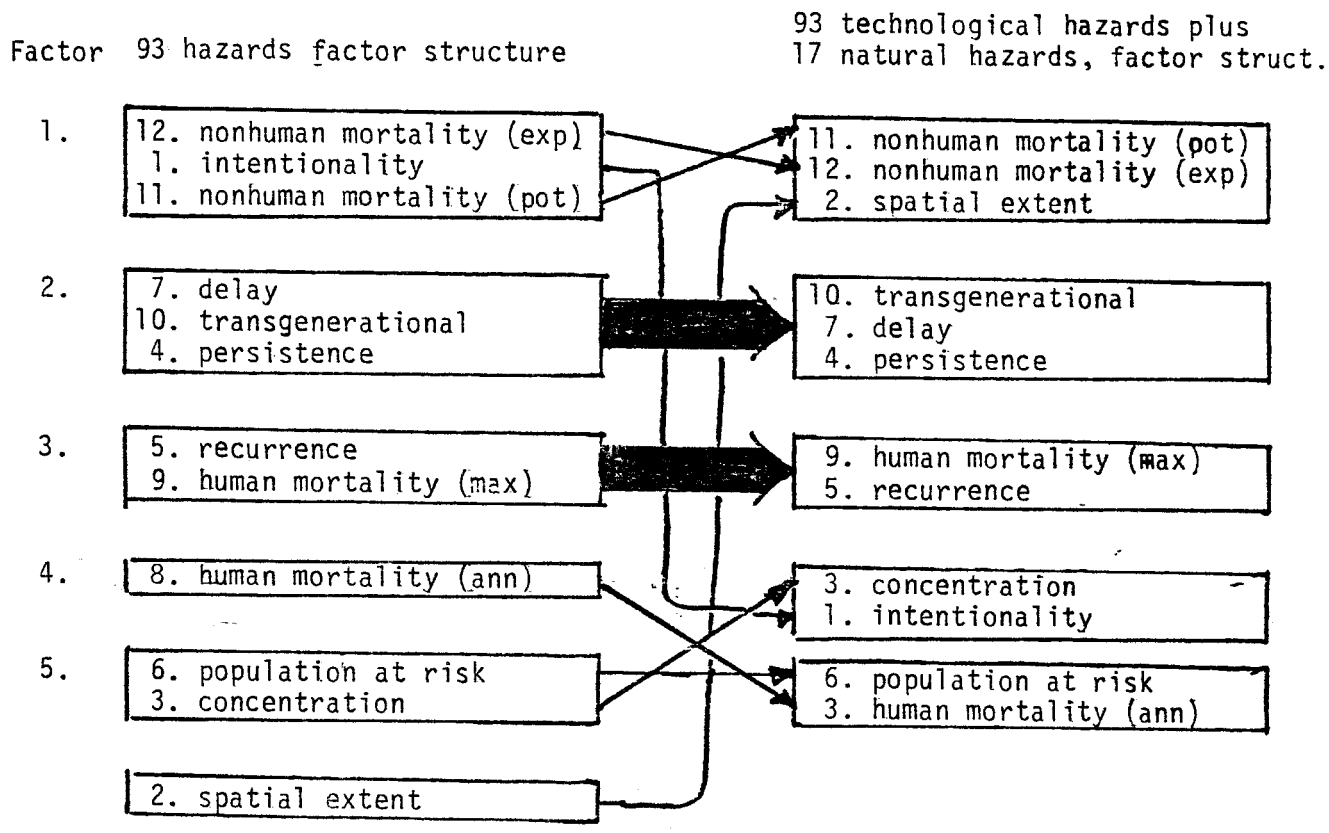 Factor 93 hazards factor structure
93 technological hazards plus
17 natural hazards, factor struct.
1.
12. nonhuman mortality (exp)
1. intentionality
11. nonhuman mortality (pot)
11. nonhuman mortality (pot)
12. nonhuman mortality (exp)
2. spatial extent
2.
7. delay
10. transgenerational
4. persistence
10. transgenerational
7. delay
4. persistence
3.
5. recurrence
9. human mortality (max)
9. human mortality (max)
5. recurrence
4.
8. human mortality (ann)
3. concentration
1. intentionality
5.
6. population at risk
3. concentration
6. population at risk
3. human mortality (ann)
2. spatial extent